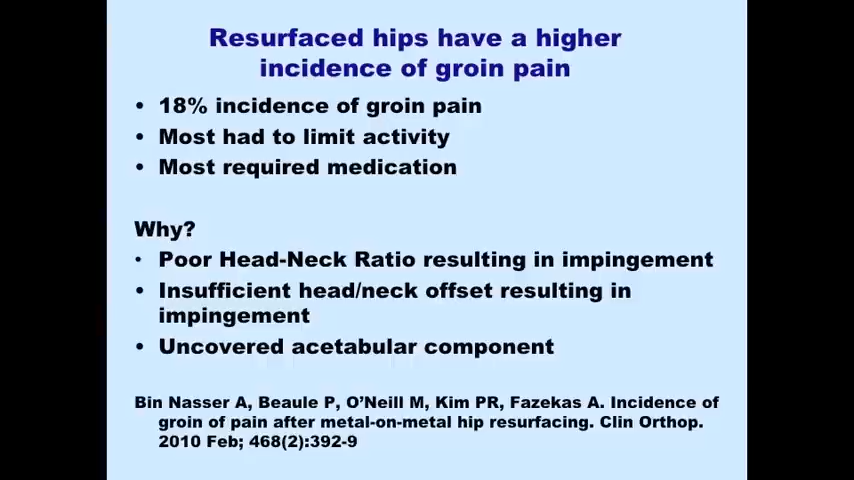 Resurfaced hips have a higher
incidence of groin pain
• 18% incidence of groin pain
• Most had to limit activity
• Most required medication
Why?
• Poor Head-Neck Ratio resulting in impingement
• Insufficient head/neck offset resulting in
impingement
• Uncovered acetabular component
Bin Nasser A, Beaule P, O'Neill M, Kim PR, Fazekas A. Incidence of
groin of pain after metal-on-metal hip resurfacing. Clin Orthop.
2010 Feb; 468(2):392-9